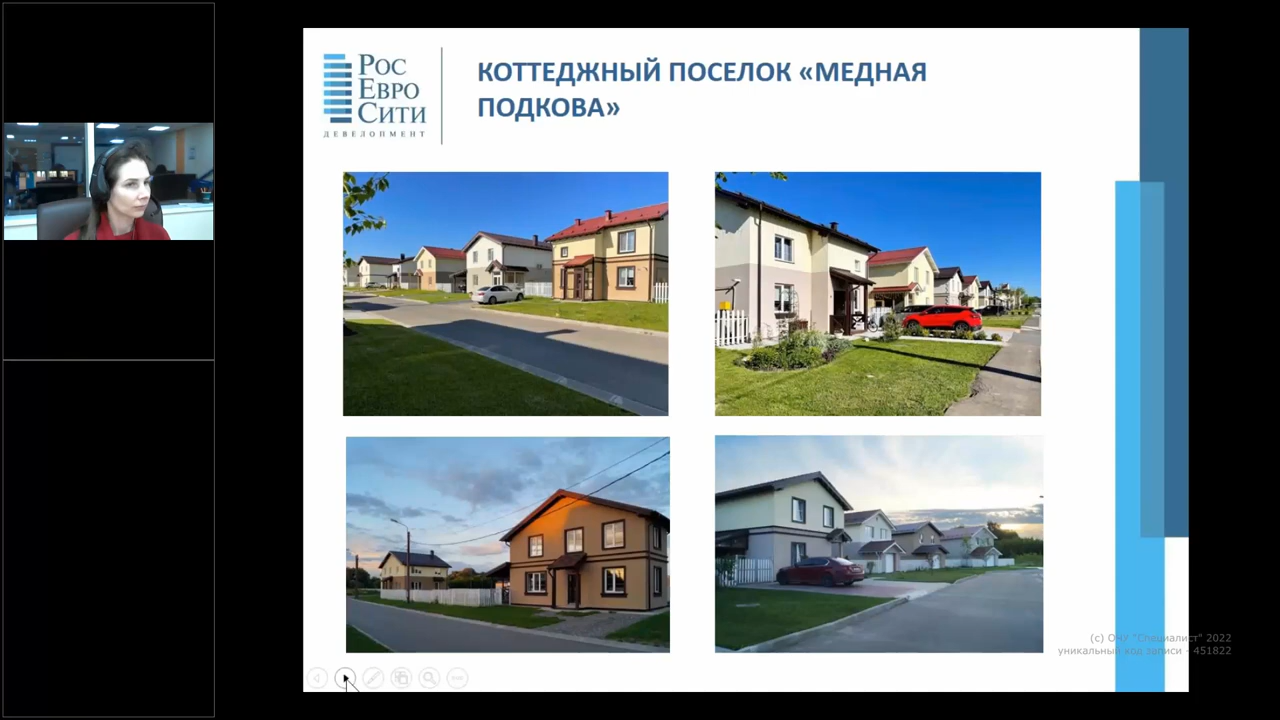 РОС
ЕВРО
СИТИ
ДЕВЕЛОПМЕНТ
КОТТЕДЖНЫЙ ПОСЕЛОК «МЕДНАЯ
ПОДКОВА»
(с) ОЧУ "Специалист" 2022
уникальный код записи - 451822